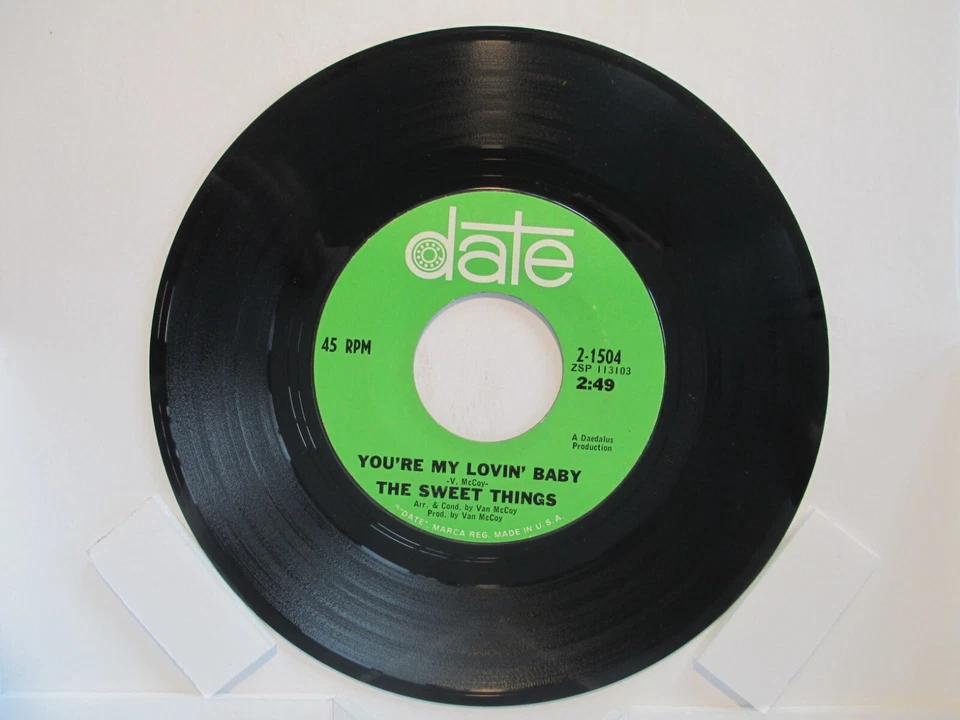 date
45 RPM
2-1504
ZSP 113103
2:49
A Daedalus
Production
YOU'RE MY LOVIN' BABY
-V. McCoy-
THE SWEET THINGS
Arr. & Cond. by Van McCoy
Prod. by Van McCoy
"DATE", MARCA REG. MADE IN U.S.A.